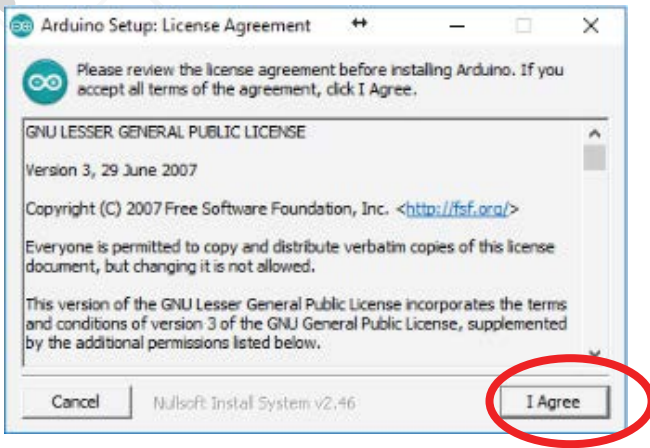 Arduino Setup: License Agreement
Please review the license agreement before installing Arduino. If you
accept all terms of the agreement, click I Agree.
GNU LESSER GENERAL PUBLIC LICENSE
Version 3, 29 June 2007
Copyright (C) 2007 Free Software Foundation, Inc. <http://fsf.org/>
Everyone is permitted to copy and distribute verbatim copies of this license
document, but changing it is not allowed.
This version of the GNU Lesser General Public License incorporates the terms
and conditions of version 3 of the GNU General Public License, supplemented
by the additional permissions listed below.
Cancel
Nullsoft Install System v2.46
I Agree